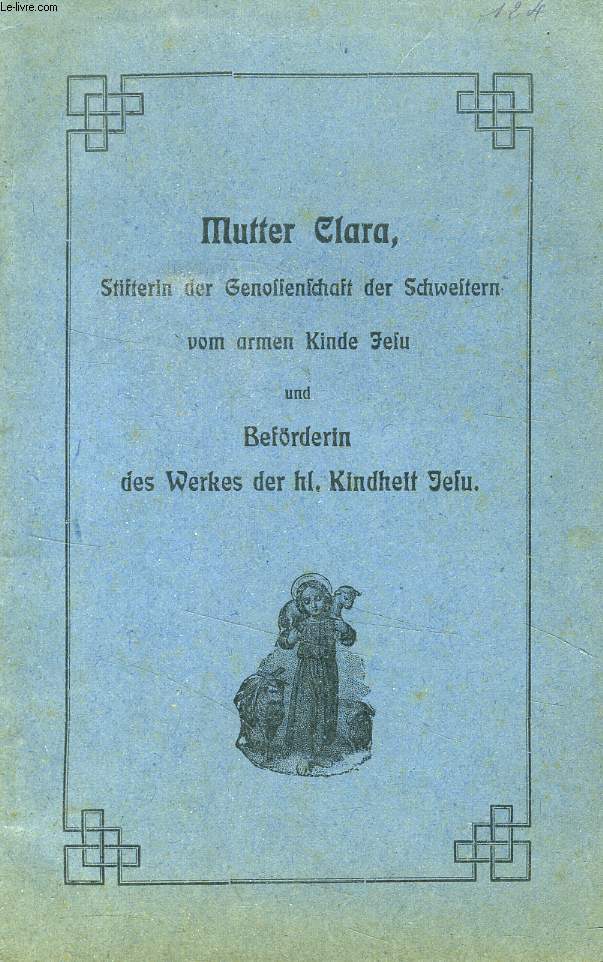 Le-livre.com
124
Mutter Clara,
Stifterin der Genoſſenſchaft der Schweſtern
vom armen Kinde Jeſu
und
Beförderin
des Werkes der hl. Kindheit Jeſu.